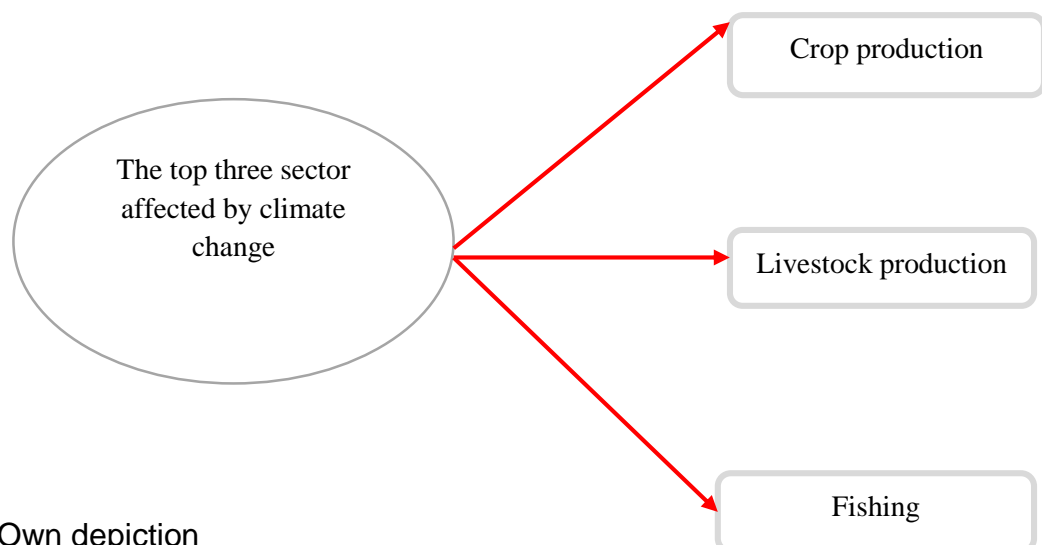 Crop production
The top three sector
affected by climate
change
Livestock production
Fishing
Own depiction